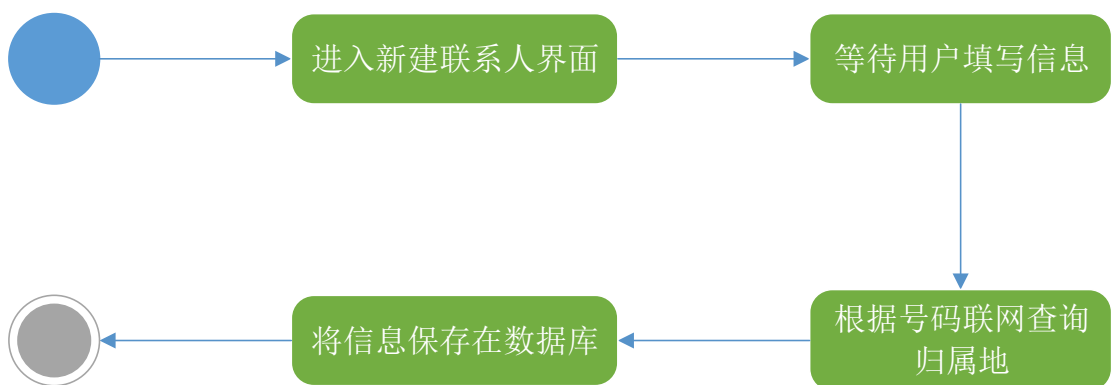 进入新建联系人界面
等待用户填写信息
根据号码联网查询
归属地
将信息保存在数据库